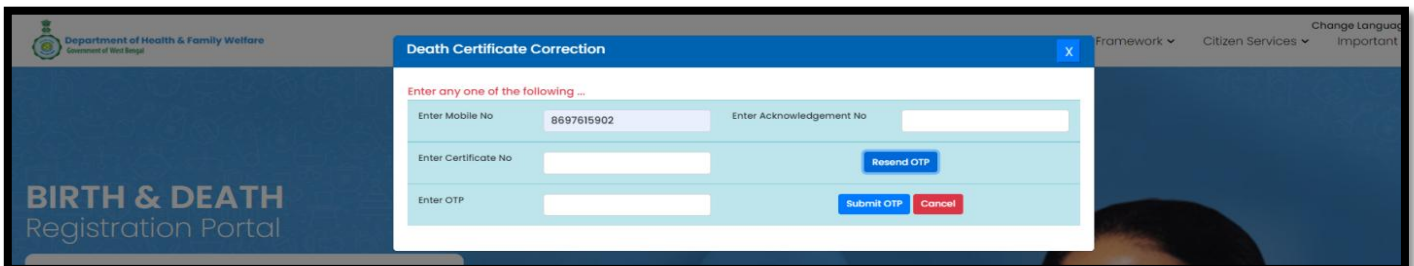 Change Languag
Department of Health & Family Welfare
Government of West Bengal
Framework
Citizen Services
Important
Death Certificate Correction
X
Enter any one of the following ...
Enter Mobile No
8697615902
Enter Acknowledgement No
Enter Certificate No
Resend OTP
Enter OTP
Submit OTP
Cancel
BIRTH & DEATH
Registration Portal